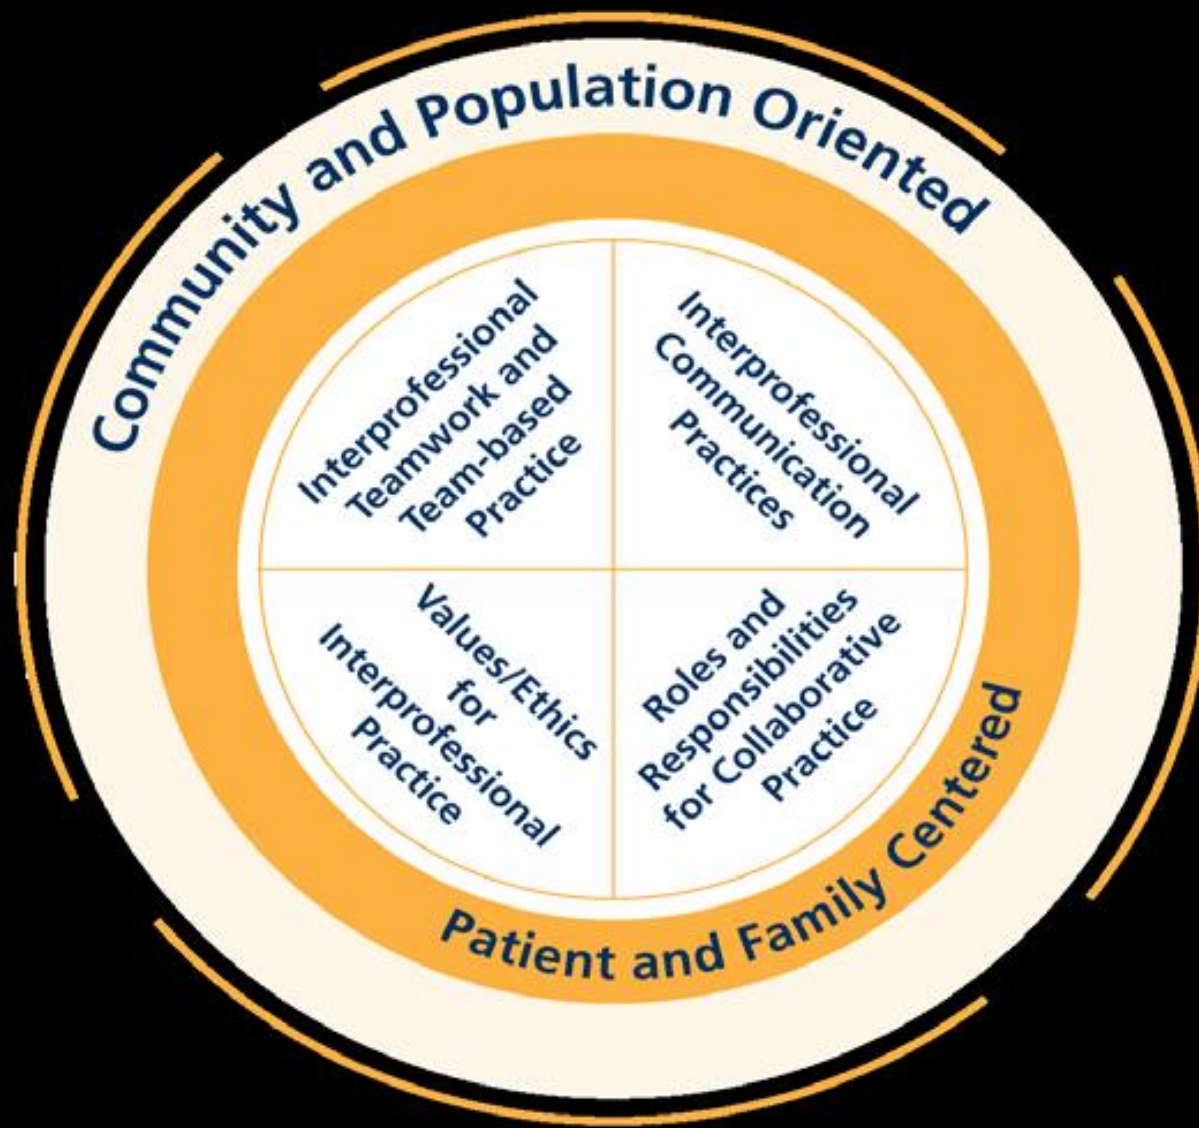 Community and Population Oriented
Interprofessional
Teamwork and
Team-based
Practice
Interprofessional
Communication
Practices
Values/Ethics
for
Interprofessional
Practice
Roles and
Responsibilities
for Collaborative
Practice
Patient and Family Centered